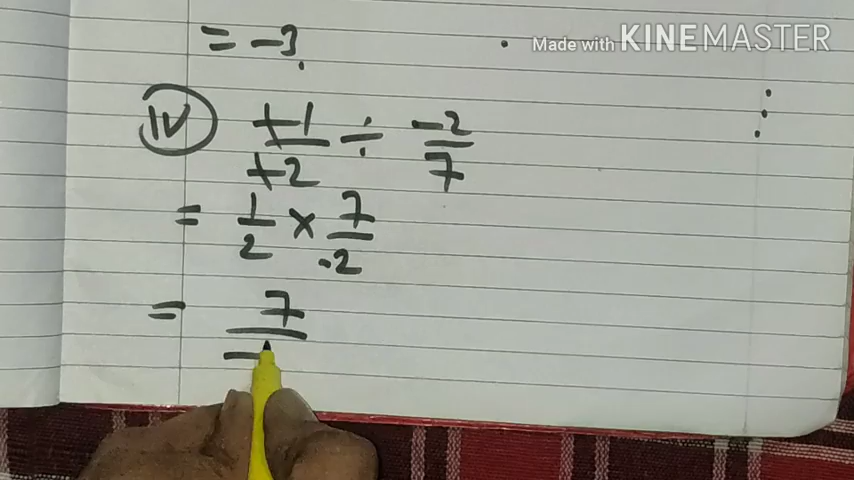 = -3
Made with KINEMASTER
IV +1/+2 ÷ -2/7
= 1/2 × 7/-2
= 7/-